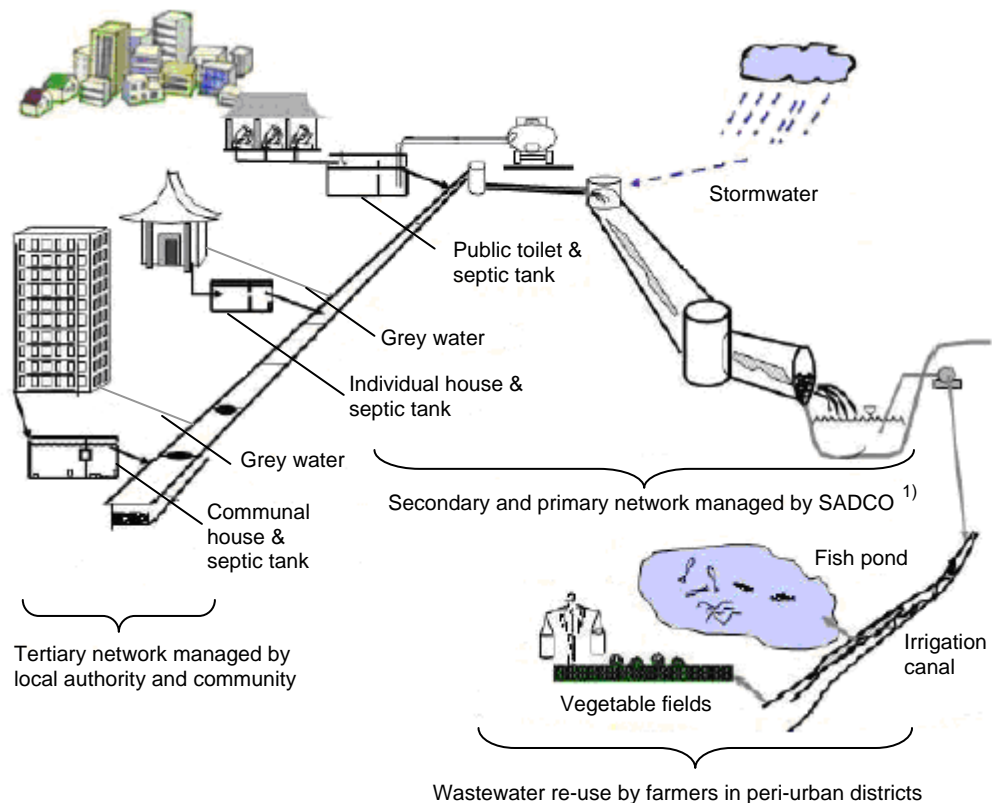 Stormwater
Public toilet &
septic tank
Grey water
Individual house &
septic tank
Grey water
Communal
house &
septic tank
Secondary and primary network managed by SADCO 1)
Fish pond
Irrigation
canal
Vegetable fields
Tertiary network managed by
local authority and community
Wastewater re-use by farmers in peri-urban districts